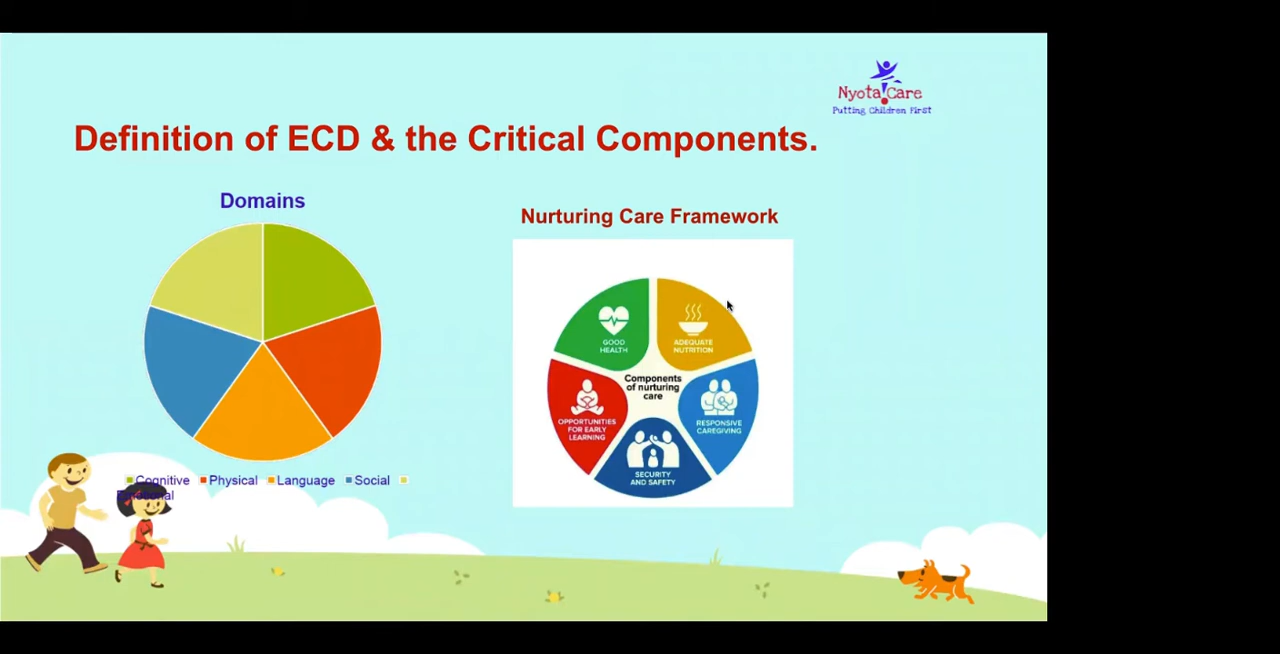 Nyota Care
Putting Children First
Definition of ECD & the Critical Components.
Domains
Cognitive Physical Language Social
Emotional
Nurturing Care Framework
GOOD
HEALTH
ADEQUATE
NUTRITION
Components
of nurturing
care
OPPORTUNITIES
FOR EARLY
LEARNING
RESPONSIVE
CAREGIVING
SECURITY
AND SAFETY